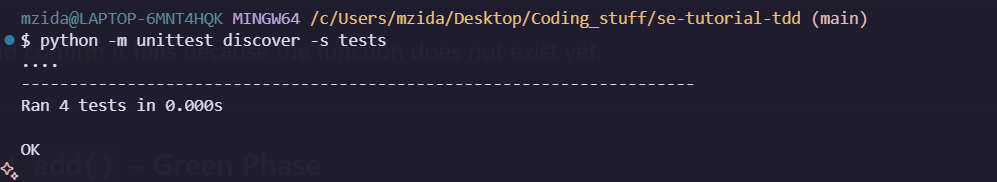 mzida@LAPTOP-6MNT4HQK MINGW64 /c/Users/mzida/Desktop/Coding_stuff/se-tutorial-tdd (main)
$ python -m unittest discover -s tests
it fails because the function does not exist yet.
....
----------------------------------------------------------------------
Ran 4 tests in 0.000s
OK
add() – Green Phase